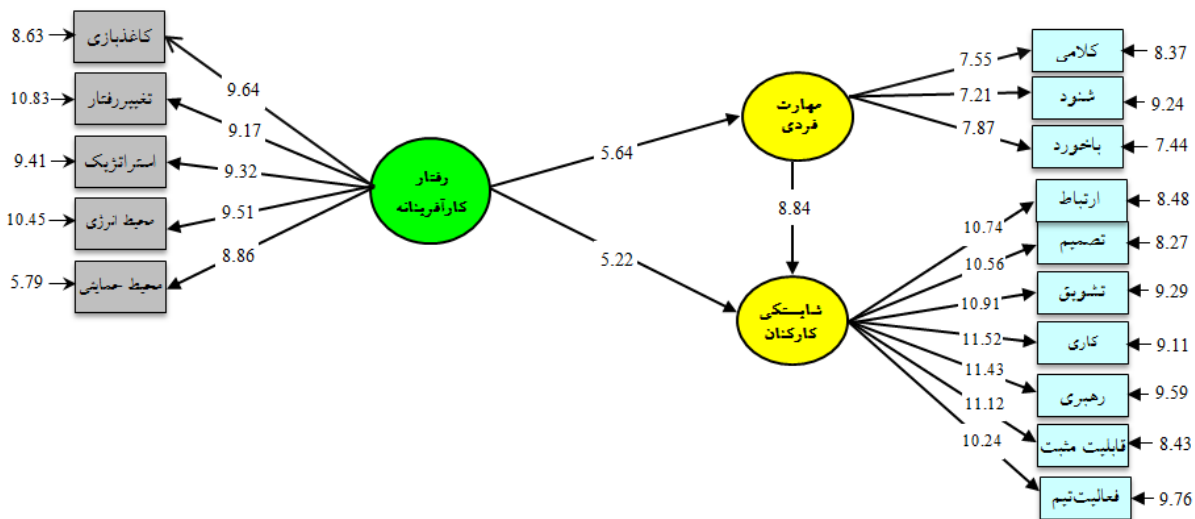 8.63
کاغذبازی
9.64
10.83
تغییررفتار
9.17
9.41
استراتژیک
9.32
10.45
محیط انرژی
9.51
5.79
محیط حمایتی
8.86
رفتار
کارآفرینانه
5.64
5.22
مهارت
فردی
8.84
شایستگی
کارکنان
7.55
کلامی
8.37
7.21
شنود
9.24
7.87
باخورد
7.44
10.74
ارتباط
8.48
10.56
تصمیم
8.27
10.91
تشویق
9.29
11.52
کاری
9.11
11.43
رهبری
9.59
11.12
قابلیت مثبت
8.43
10.24
فعالیت‌تیم
9.76